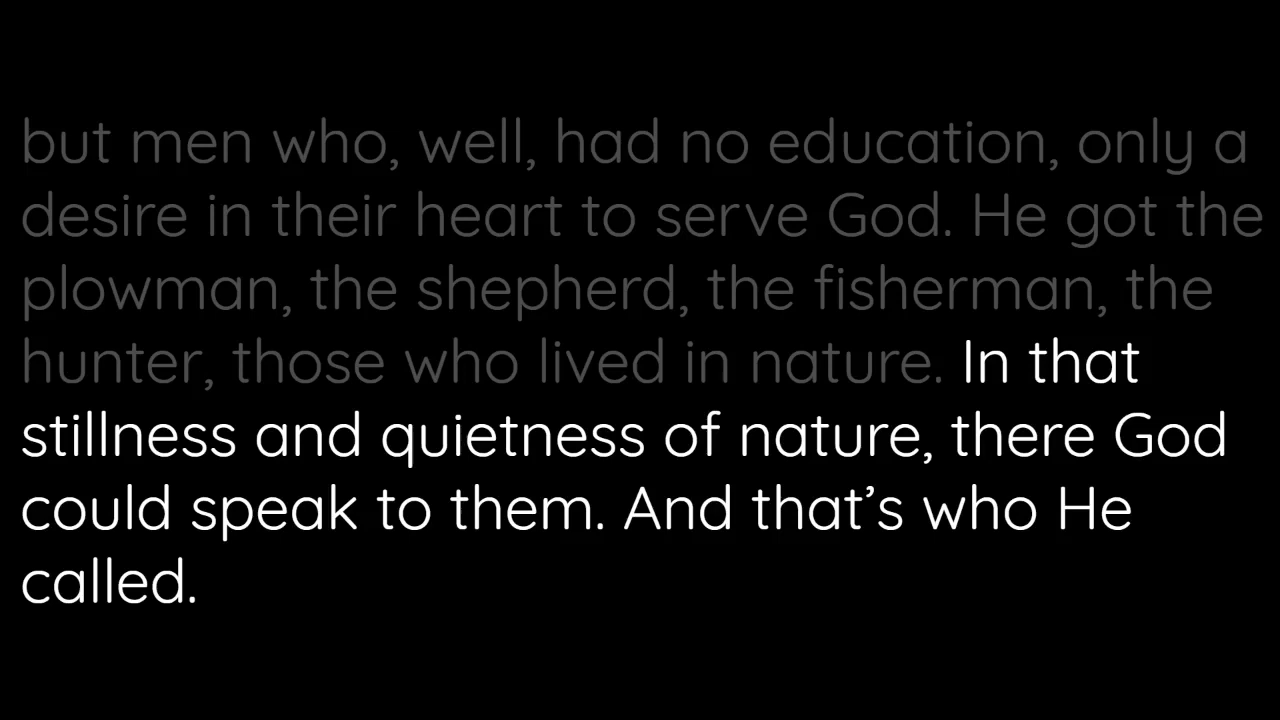 but men who, well, had no education, only a
desire in their heart to serve God. He got the
plowman, the shepherd, the fisherman, the
hunter, those who lived in nature. In that
stillness and quietness of nature, there God
could speak to them. And that’s who He
called.